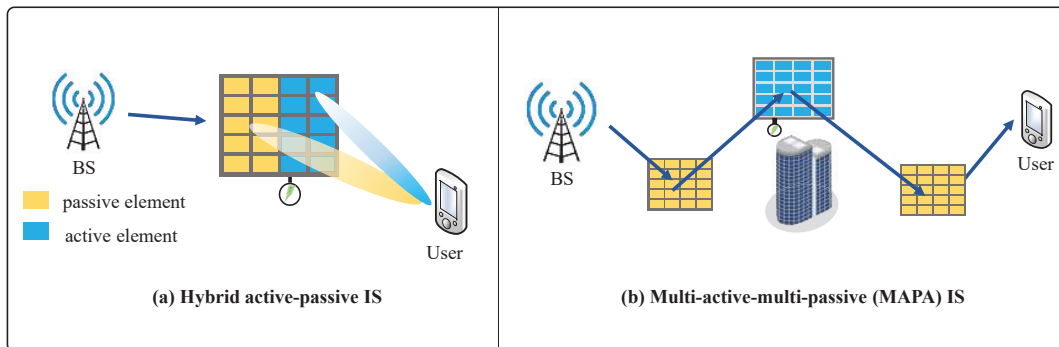 BS
passive element
active element
User
(a) Hybrid active-passive IS
BS
User
(b) Multi-active-multi-passive (MAPA) IS